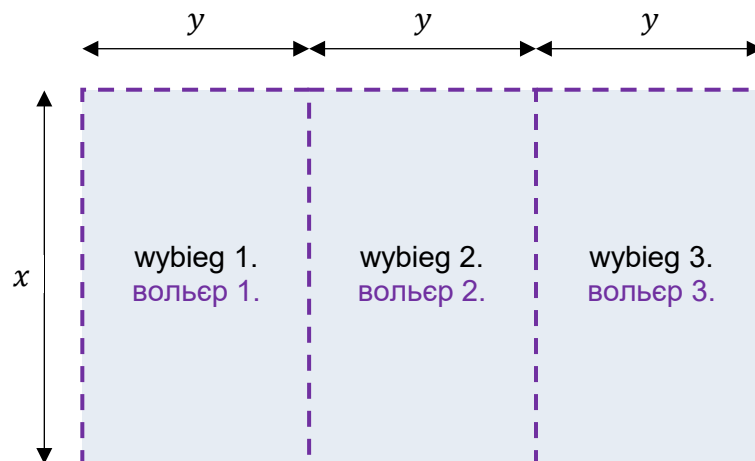 y y y
x
wybieg 1. wybieg 2. wybieg 3.
вольєр 1. вольєр 2. вольєр 3.